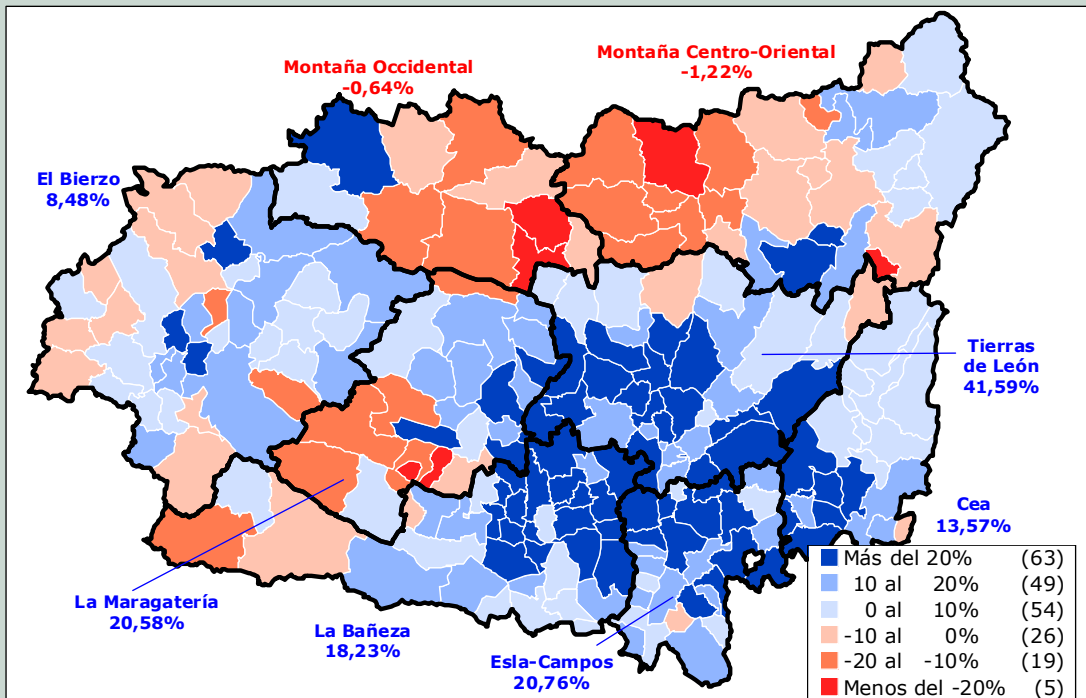 Montaña Occidental
-0,64%
Montaña Centro-Oriental
-1,22%
El Bierzo
8,48%
Tierras
de León
41,59%
Cea
13,57%
La Maragatería
20,58%
La Bañeza
18,23%
Esla-Campos
20,76%
Más del 20% (63)
10 al 20% (49)
0 al 10% (54)
-10 al 0% (26)
-20 al -10% (19)
Menos del -20% (5)